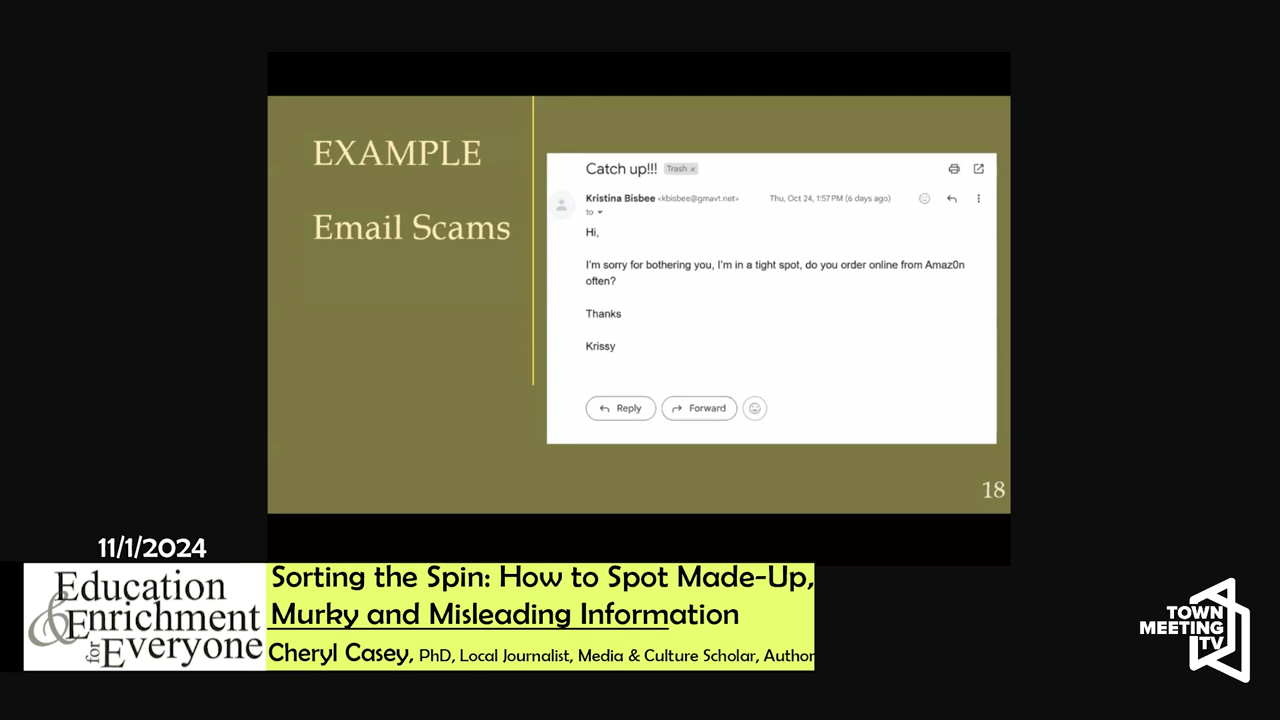 EXAMPLE
Email Scams
Catch up!!! Trash x
Kristina Bisbee <kbisbee@gmavt.net> Thu, Oct 24, 1:57 PM (6 days ago)
to
Hi,
I'm sorry for bothering you, I'm in a tight spot, do you order online from Amaz0n
often?
Thanks
Krissy
Reply Forward
18
11/1/2024
Education
& Enrichment
for Everyone
Sorting the Spin: How to Spot Made-Up,
Murky and Misleading Information
Cheryl Casey, PhD, Local Journalist, Media & Culture Scholar, Author
TOWN
MEETING
TV